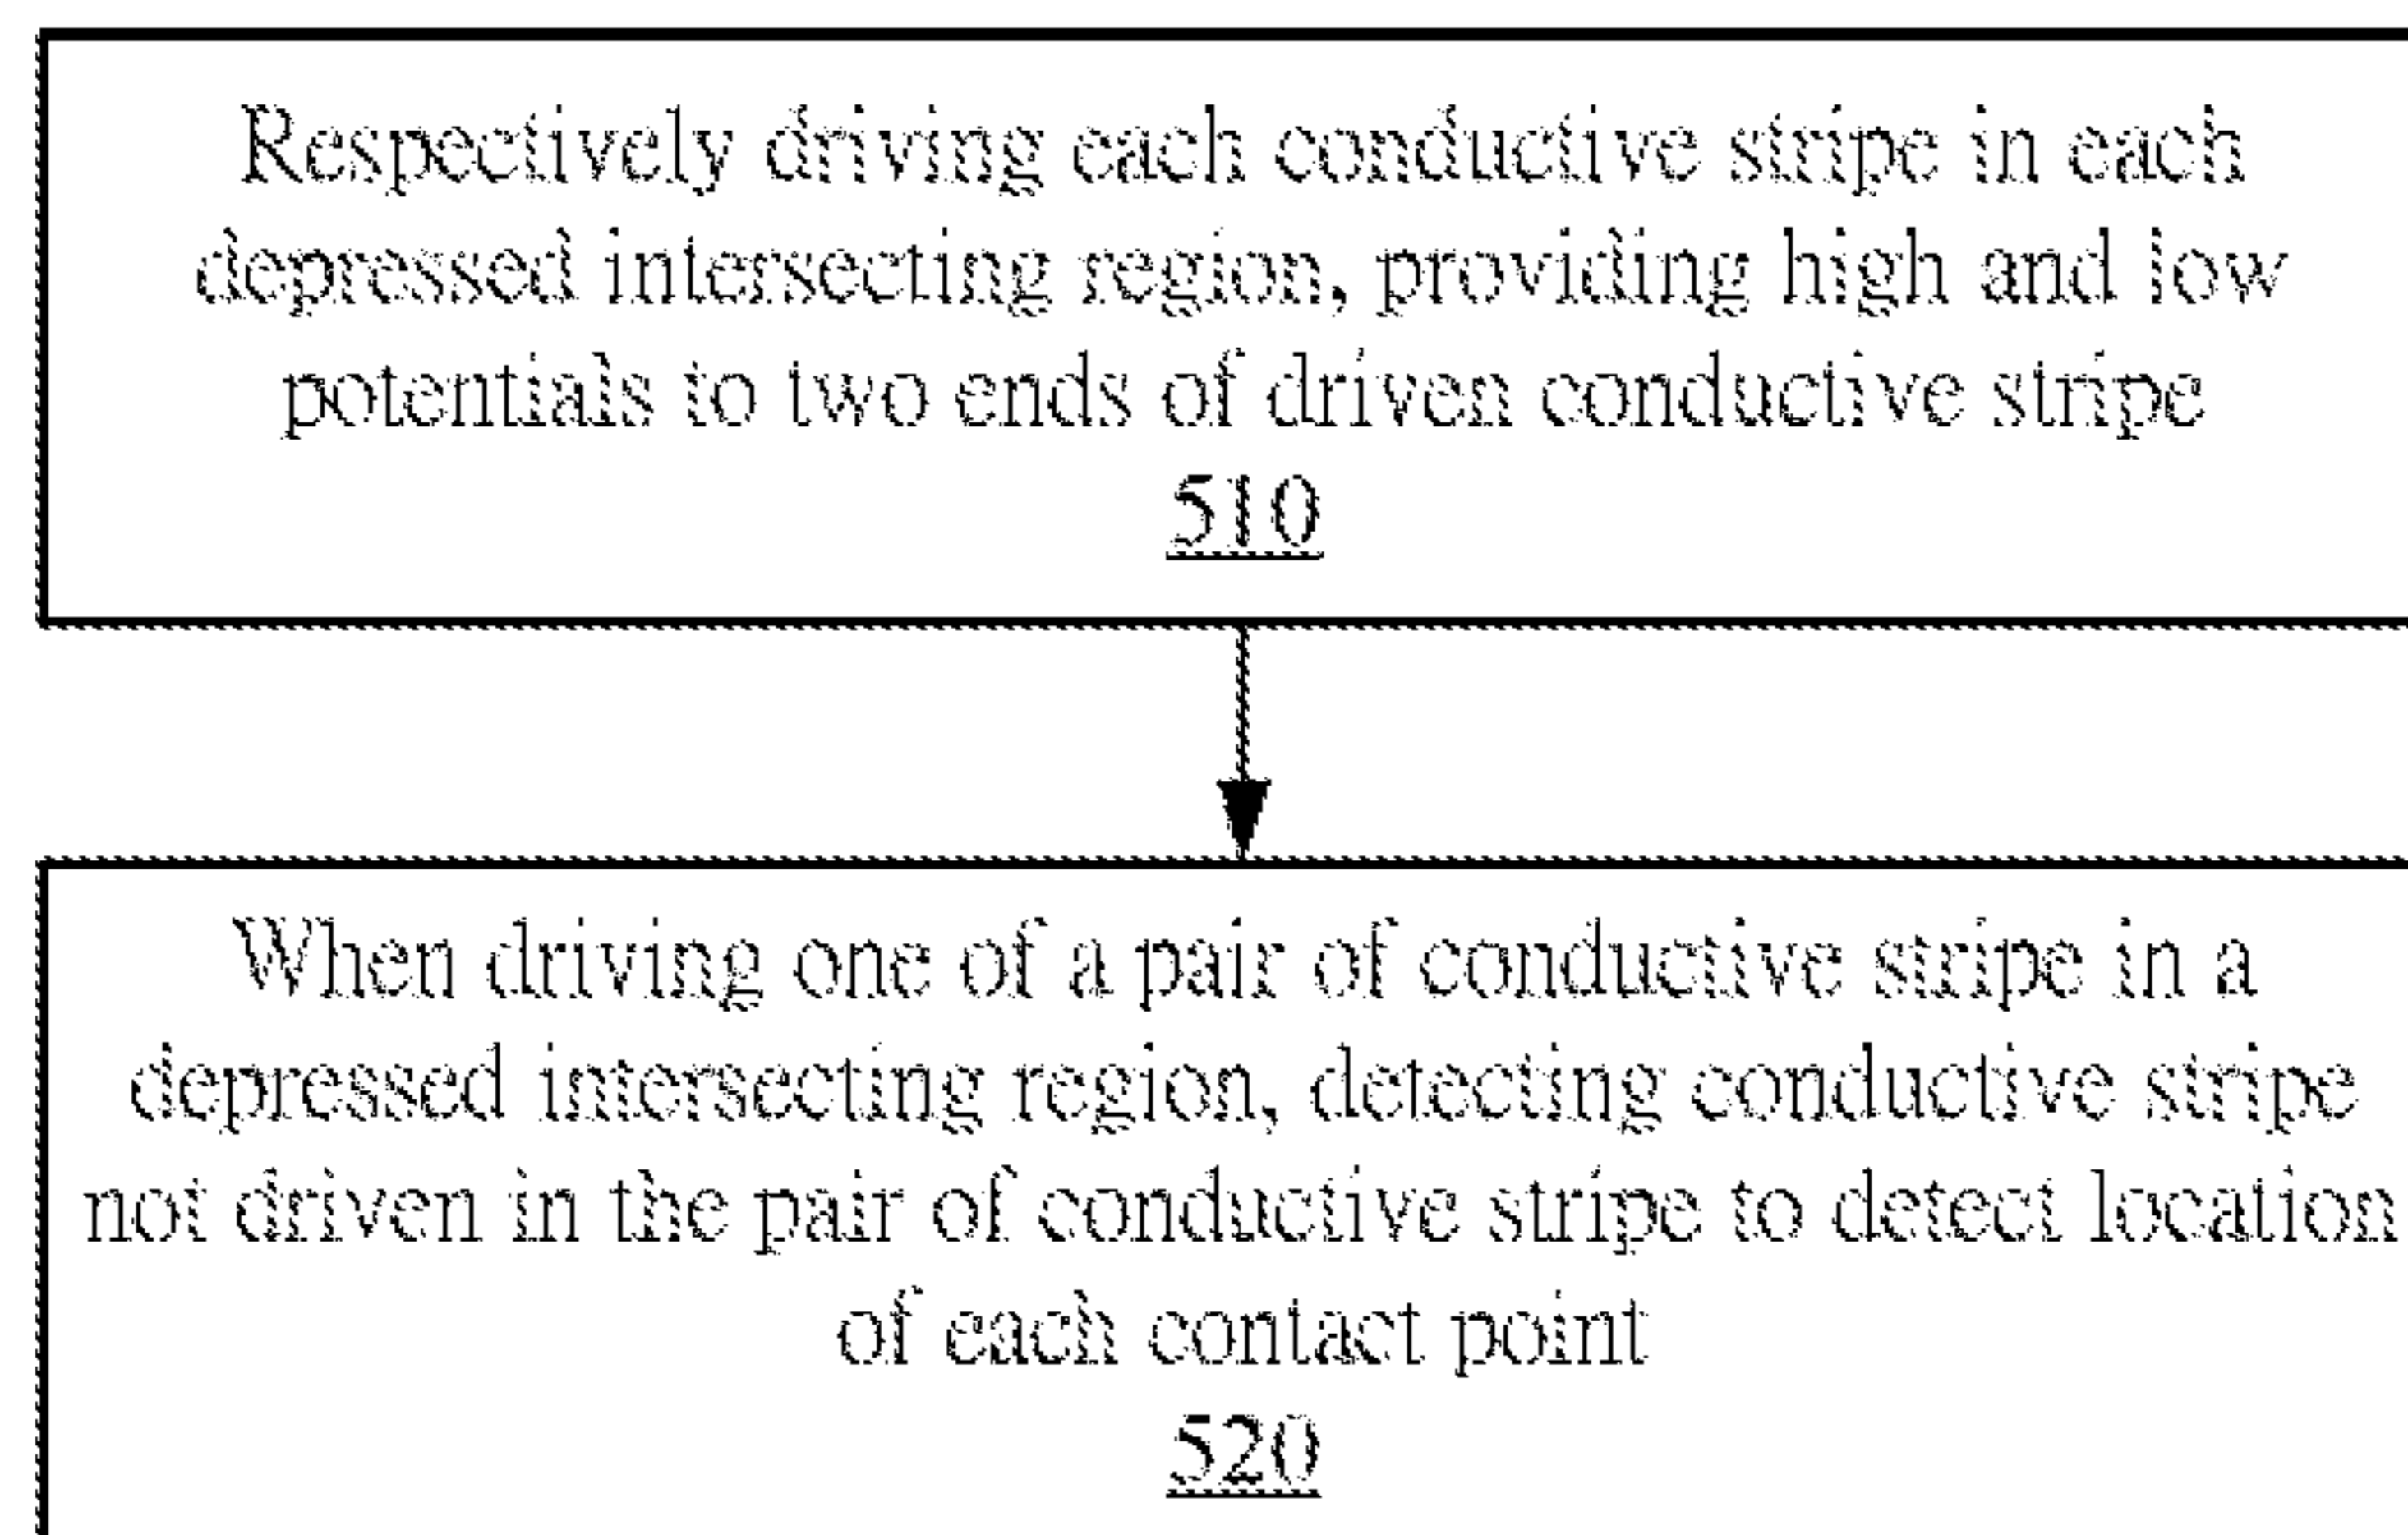 Respectively driving each conductive stripe in each
depressed intersecting region, providing high and low
potentials to two ends of driven conductive stripe
510
When driving one of a pair of conductive stripe in a
depressed intersecting region, detecting conductive stripe
not driven in the pair of conductive stripe to detect location
of each contact point
520